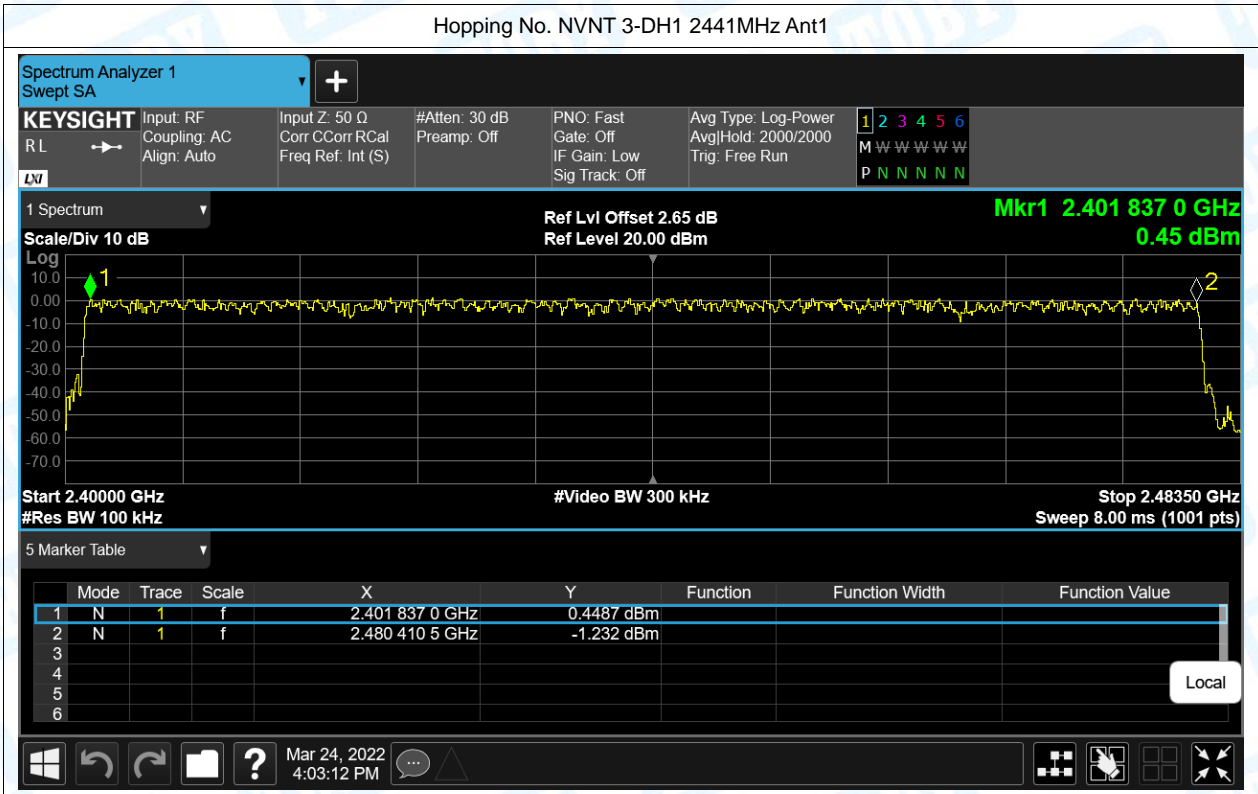 Hopping No. NVNT 3-DH1 2441MHz Ant1
Spectrum Analyzer 1
Swept SA
KEYSIGHT
RL
LXI
Input: RF
Coupling: AC
Align: Auto
Input Z: 50 Ω
Corr CCorr RCal
Freq Ref: Int (S)
#Atten: 30 dB
Preamp: Off
PNO: Fast
Gate: Off
IF Gain: Low
Sig Track: Off
Avg Type: Log-Power
Avg|Hold: 2000/2000
Trig: Free Run
1 2 3 4 5 6
M W W W W W
P N N N N N
1 Spectrum
Scale/Div 10 dB
Ref Lvl Offset 2.65 dB
Ref Level 20.00 dBm
Mkr1 2.401 837 0 GHz
0.45 dBm
Log
10.0
0.00
-10.0
-20.0
-30.0
-40.0
-50.0
-60.0
-70.0
1
2
Start 2.40000 GHz
#Video BW 300 kHz
Stop 2.48350 GHz
#Res BW 100 kHz
Sweep 8.00 ms (1001 pts)
5 Marker Table
Mode Trace Scale X Y Function Function Width Function Value
1 N 1 f 2.401 837 0 GHz 0.4487 dBm
2 N 1 f 2.480 410 5 GHz -1.232 dBm
3
4
5
6
Local
?
Mar 24, 2022
4:03:12 PM